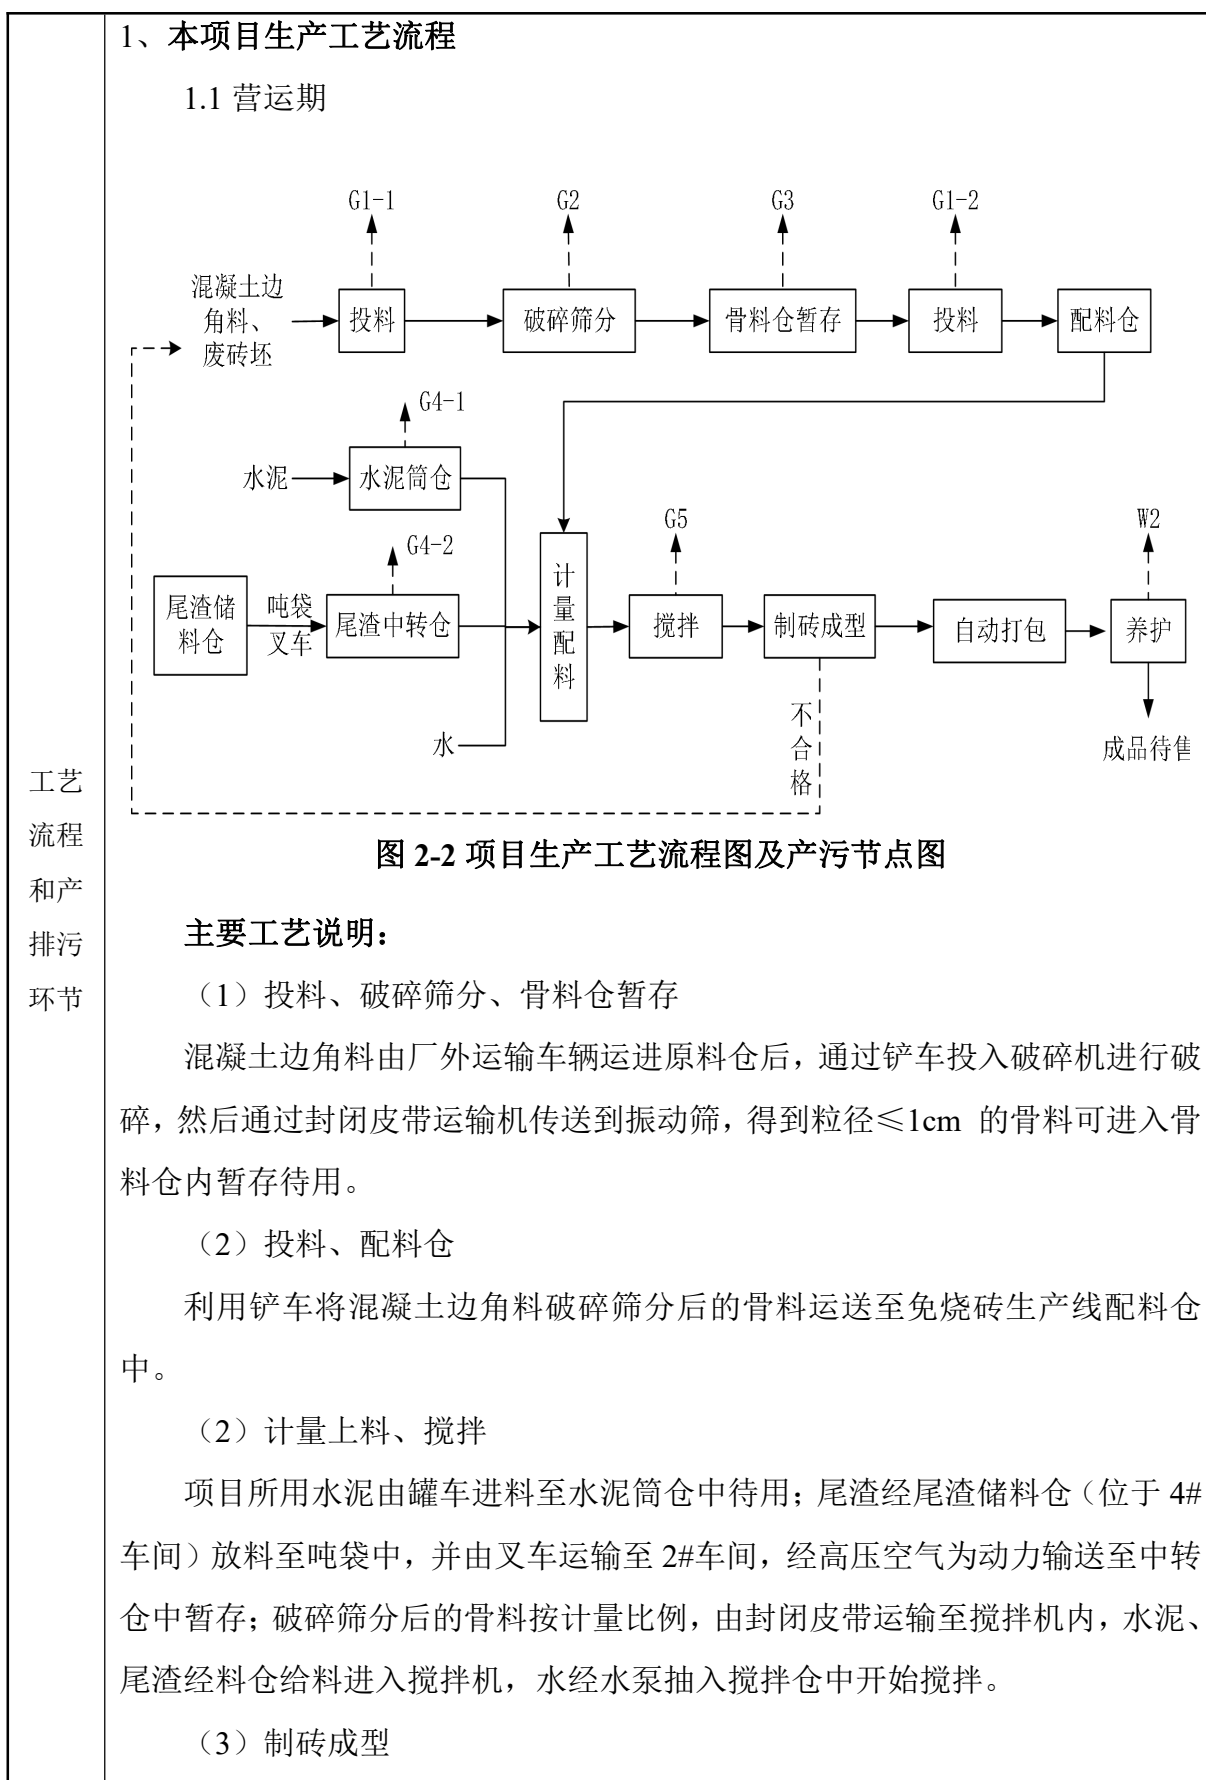 1、本项目生产工艺流程
1.1 营运期
G1-1
G2
G3
G1-2
混凝土边
角料、
废砖坯
投料
破碎筛分
骨料仓暂存
投料
配料仓
G4-1
水泥
水泥筒仓
G4-2
G5
W2
尾渣储
料仓
吨袋
叉车
尾渣中转仓
计
量
配
料
搅拌
制砖成型
自动打包
养护
水
不
合
格
成品待售
图 2-2 项目生产工艺流程图及产污节点图
工艺
流程
和产
排污
环节
主要工艺说明：
（1）投料、破碎筛分、骨料仓暂存
混凝土边角料由厂外运输车辆运进原料仓后，通过铲车投入破碎机进行破
碎，然后通过封闭皮带运输机传送到振动筛，得到粒径≤1cm 的骨料可进入骨
料仓内暂存待用。
（2）投料、配料仓
利用铲车将混凝土边角料破碎筛分后的骨料运送至免烧砖生产线配料仓
中。
（2）计量上料、搅拌
项目所用水泥由罐车进料至水泥筒仓中待用；尾渣经尾渣储料仓（位于 4#
车间）放料至吨袋中，并由叉车运输至 2#车间，经高压空气为动力输送至中转
仓中暂存；破碎筛分后的骨料按计量比例，由封闭皮带运输至搅拌机内，水泥、
尾渣经料仓给料进入搅拌机，水经水泵抽入搅拌仓中开始搅拌。
（3）制砖成型